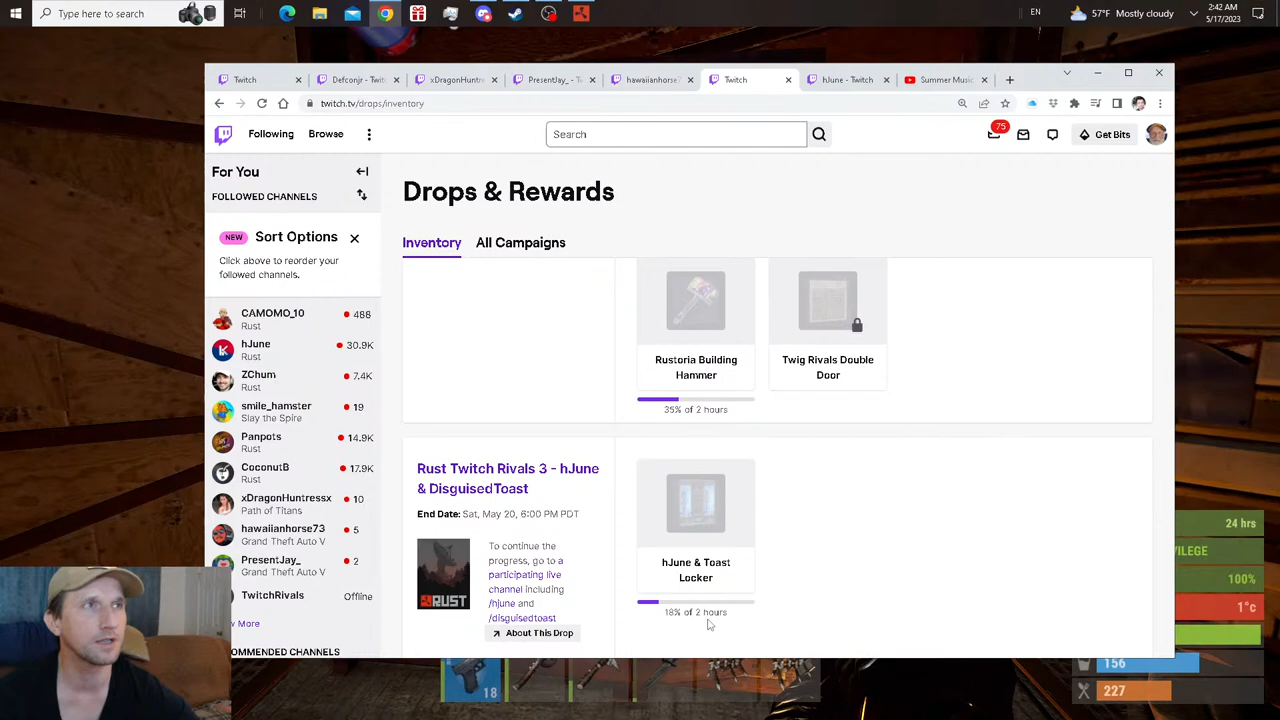 Type here to search
EN
57°F Mostly cloudy
2:42 AM
5/17/2023
Twitch
Defconjr - Twitc
xDragonHuntre
PresentJay_ - Tw
hawaiianhorse7
Twitch
hJune - Twitch
Summer Music
twitch.tv/drops/inventory
Following
Browse
Search
75
Get Bits
For You
FOLLOWED CHANNELS
NEW
Sort Options
Click above to reorder your
followed channels.
CAMOMO_10
488
Rust
hJune
30.9K
Rust
ZChum
7.4K
Rust
smile_hamster
19
Slay the Spire
Panpots
14.9K
Rust
CoconutB
17.9K
Rust
xDragonHuntressx
10
Path of Titans
hawaiianhorse73
5
Grand Theft Auto V
PresentJay_
2
Grand Theft Auto V
TwitchRivals
Offline
w More
OMMENDED CHANNELS
Drops & Rewards
Inventory
All Campaigns
Rustoria Building
Hammer
35% of 2 hours
Twig Rivals Double
Door
Rust Twitch Rivals 3 - hJune
& DisguisedToast
End Date: Sat, May 20, 6:00 PM PDT
RUST
To continue the
progress, go to a
participating live
channel including
/hjune and
/disguisedtoast
About This Drop
hJune & Toast
Locker
18% of 2 hours
24 hrs
VILEGE
100%
1°c
156
227
18